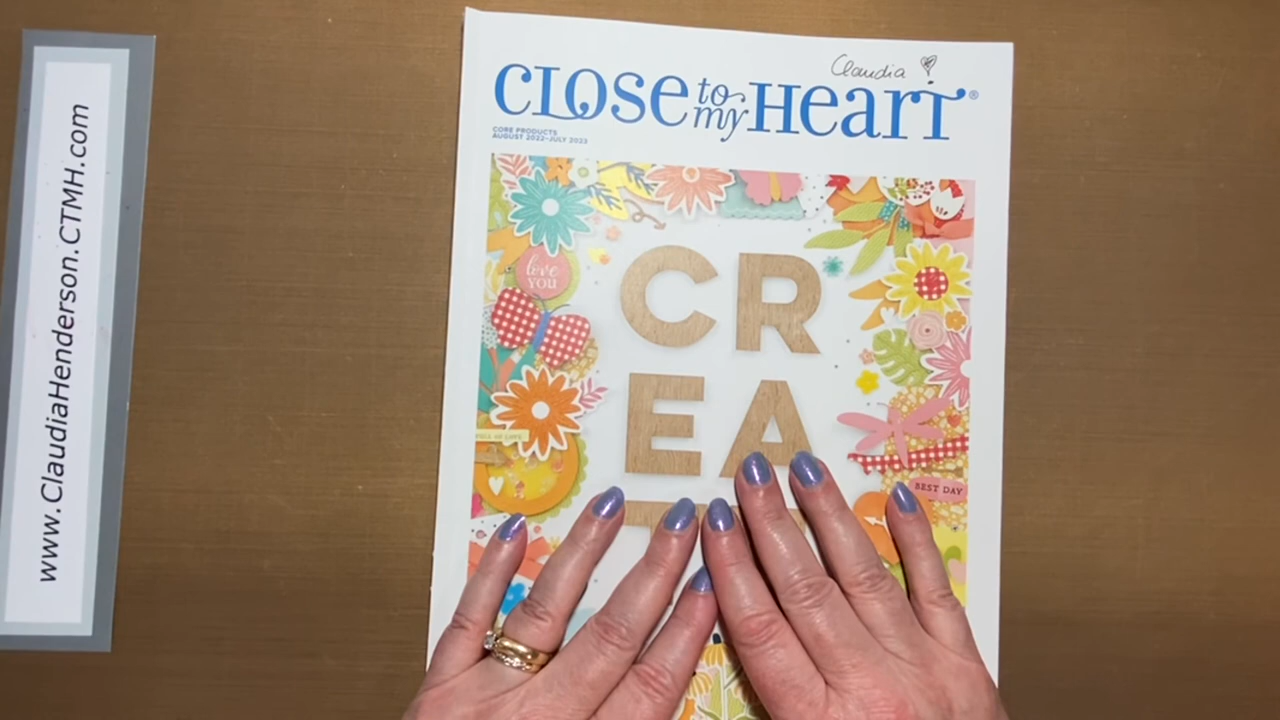 www.ClaudiaHenderson.CTMH.com
Claudia
CLOSE to my HEART®
CORE PRODUCTS
AUGUST 2022–JULY 2023
love
YOU
CR
EA
BEST DAY